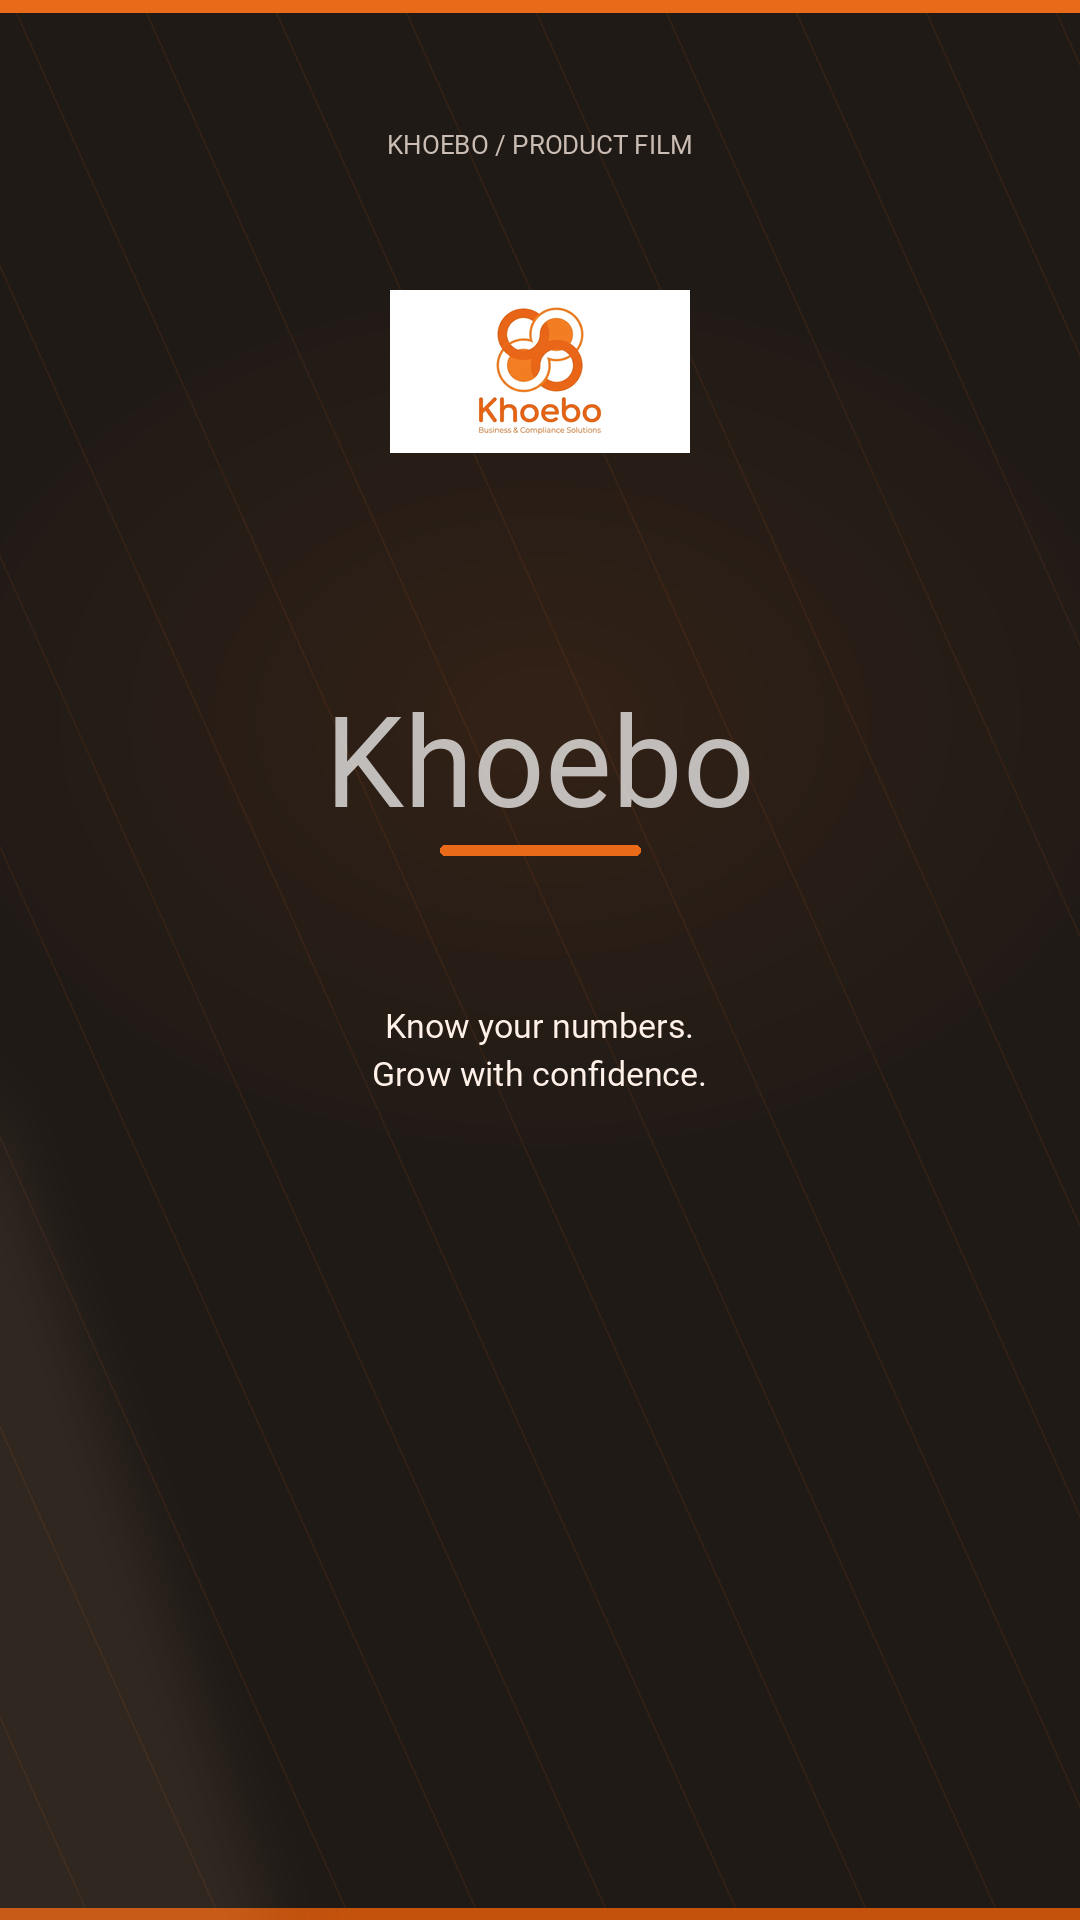 KHOEBO / PRODUCT FILM
Khoebo
Business & Compliance Solutions
Khoebo
Know your numbers.
Grow with confidence.